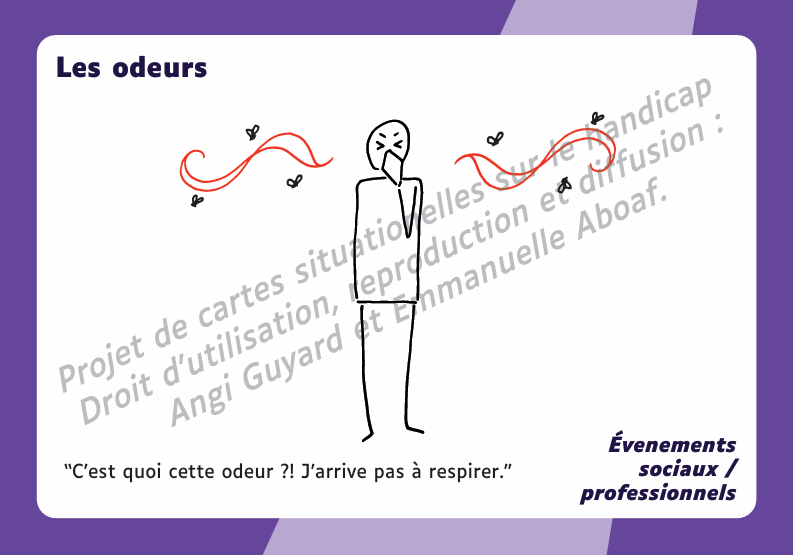 Les odeurs
Projet de cartes situationelles sur le handicap
Droit d'utilisation, reproduction et diffusion :
Angi Guyard et Emmanuelle Aboaf.
“C'est quoi cette odeur ?! J'arrive pas à respirer.”
Évenements
sociaux /
professionnels